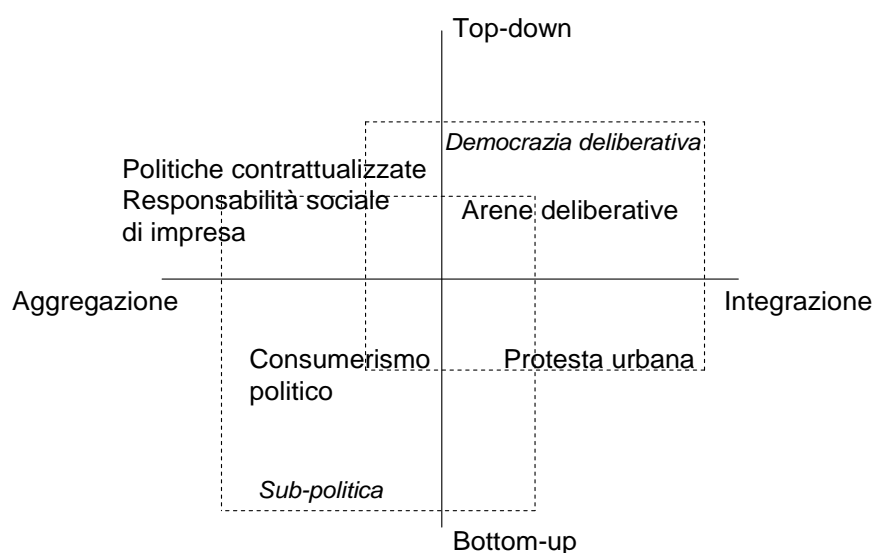 Top-down
Democrazia deliberativa
Politiche contrattualizzate
Responsabilità sociale
di impresa
Arene deliberative
Aggregazione
Integrazione
Consumerismo
politico
Protesta urbana
Sub-politica
Bottom-up